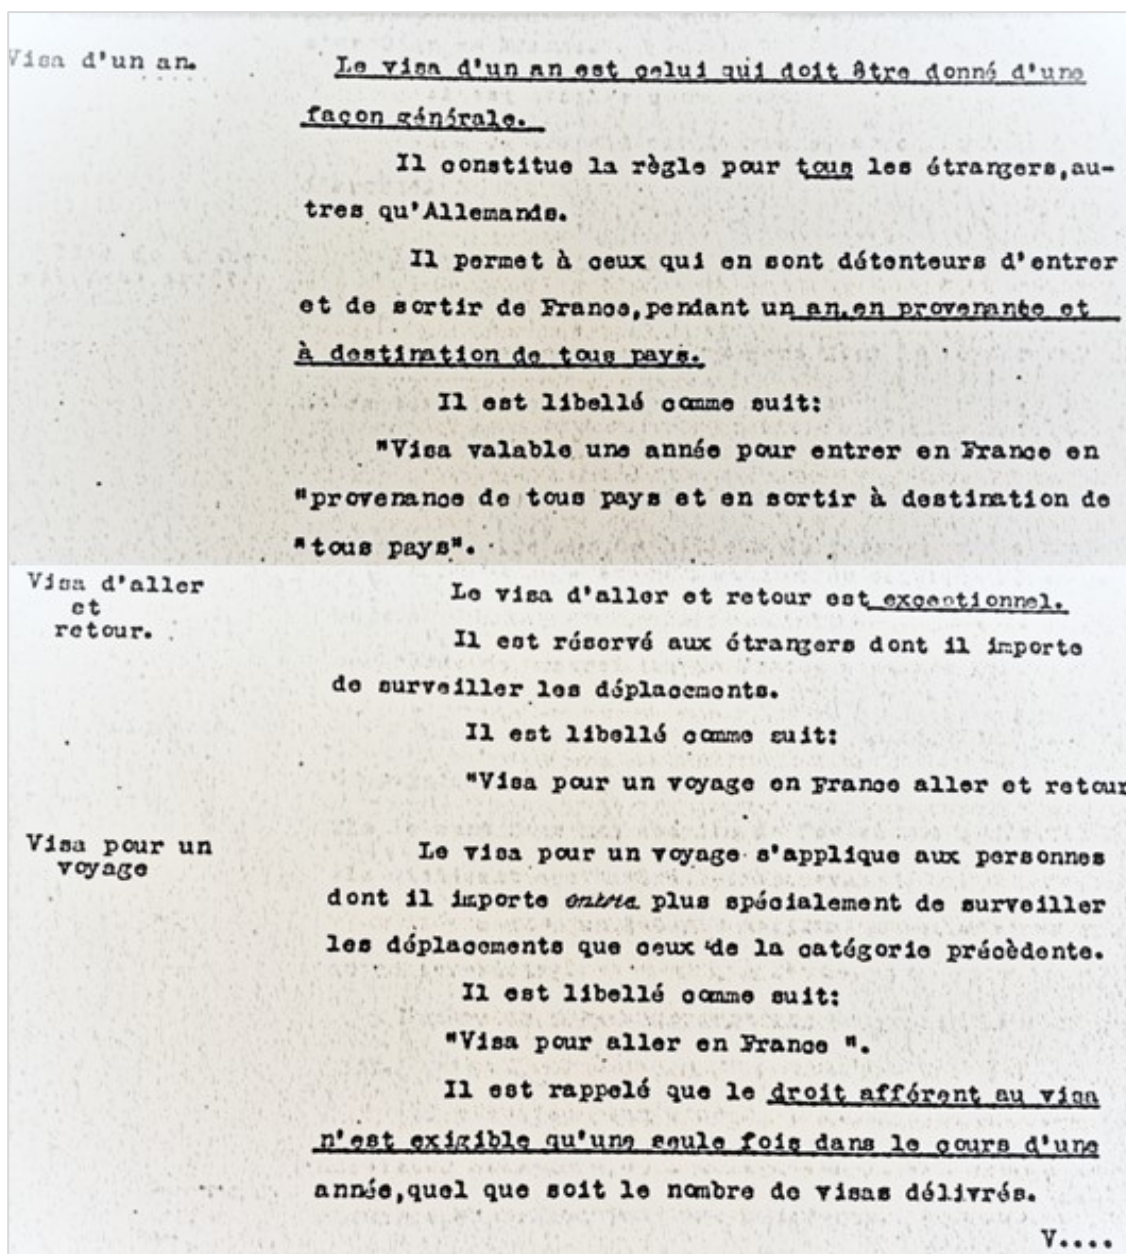 Visa d'un an.
Le visa d'un an est celui qui doit être donné d'une
façon générale.
Il constitue la règle pour tous les étrangers,au-
tres qu'Allemands.
Il permet à ceux qui en sont détenteurs d'entrer
et de sortir de France,pendant un an,en provenante et
à destination de tous pays.
Il est libellé comme suit:
"Visa valable une année pour entrer en France en
"provenance de tous pays et en sortir à destination de
"tous pays".
Visa d'aller
et
retour.
Le visa d'aller et retour est exceptionnel.
Il est réservé aux étrangers dont il importe
de surveiller les déplacements.
Il est libellé comme suit:
"Visa pour un voyage en France aller et retour
Visa pour un
voyage
Le visa pour un voyage s'applique aux personnes
dont il importe plus spécialement de surveiller
les déplacements que ceux de la catégorie précèdente.
Il est libellé comme suit:
"Visa pour aller en France ".
Il est rappelé que le droit afférent au visa
n'est exigible qu'une seule fois dans le cours d'une
année,quel que soit le nombre de visas délivrés.
V....